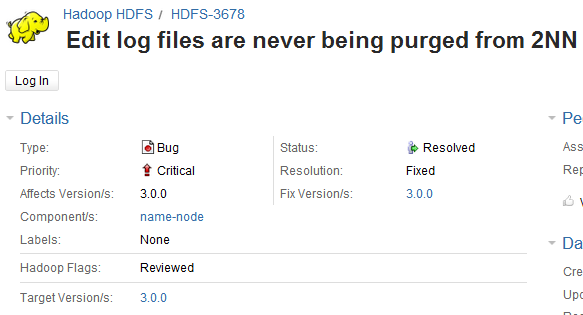 Hadoop HDFS / HDFS-3678
Edit log files are never being purged from 2NN
Log In
Details
Type: Bug
Status: Resolved
Priority: Critical
Resolution: Fixed
Affects Version/s: 3.0.0
Fix Version/s: 3.0.0
Component/s: name-node
Labels: None
Hadoop Flags: Reviewed
Target Version/s: 3.0.0
Pe
Ass
Rep
Da
Cre
Upd